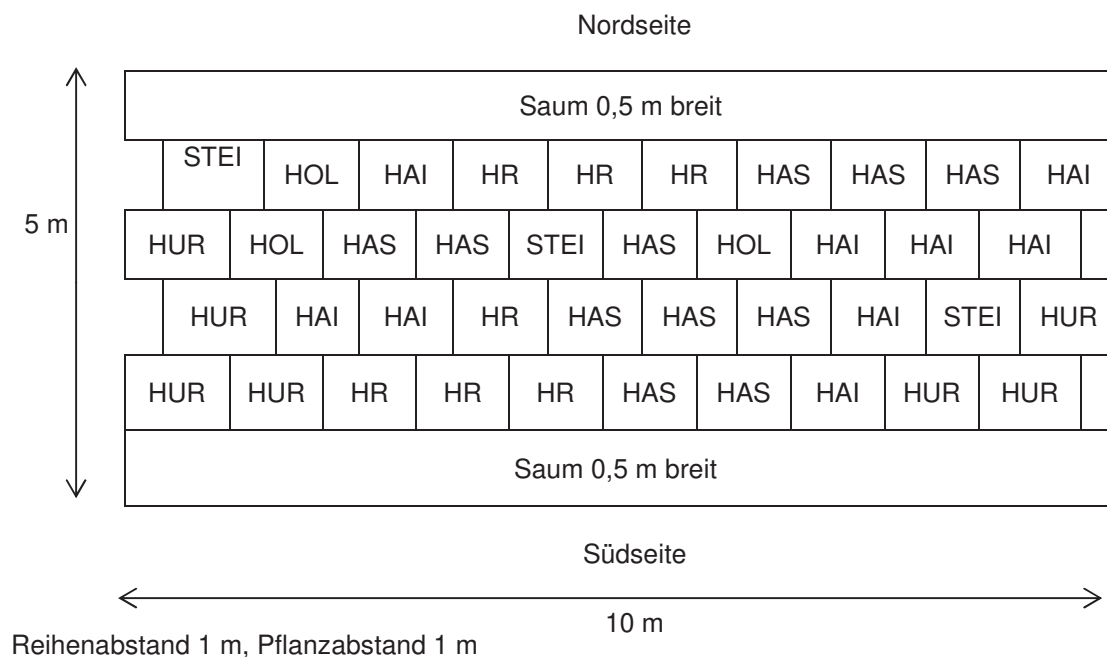 Nordseite
Saum 0,5 m breit
STEI HOL HAI HR HR HR HAS HAS HAS HAI
5 m
HUR HOL HAS HAS STEI HAS HOL HAI HAI HAI
HUR HAI HAI HR HAS HAS HAS HAI STEI HUR
HUR HUR HR HR HR HAS HAS HAI HUR HUR
Saum 0,5 m breit
Südseite
10 m
Reihenabstand 1 m, Pflanzabstand 1 m